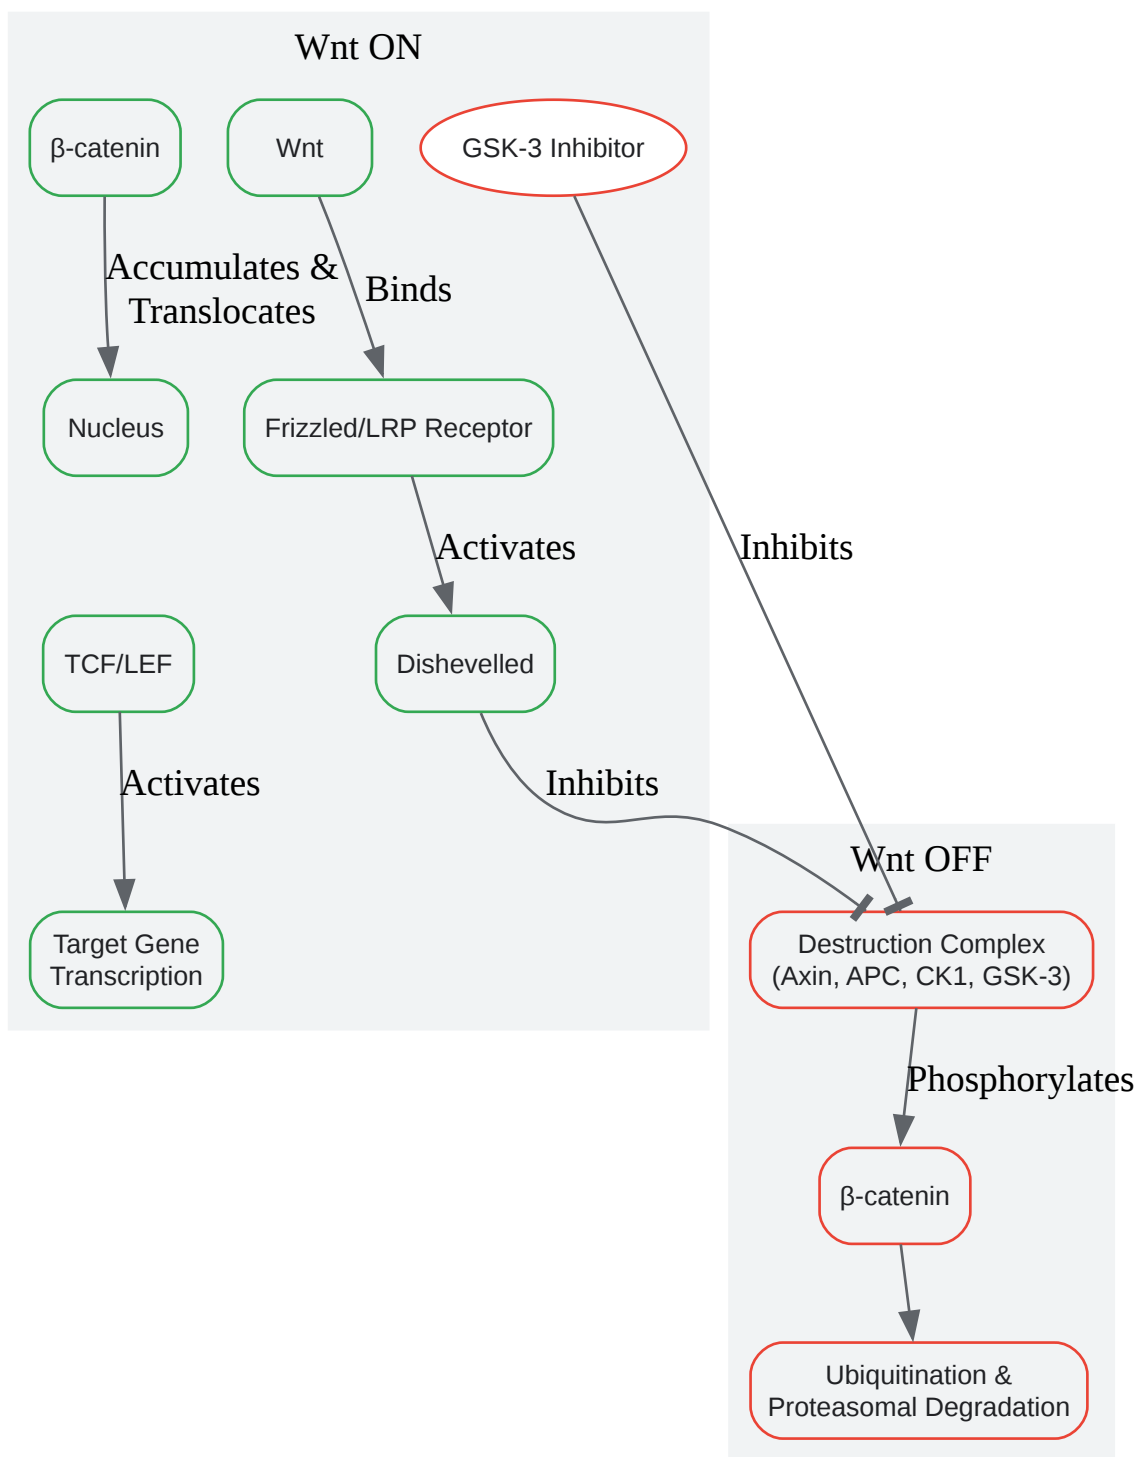 Wnt ON
β-catenin
Wnt
GSK-3 Inhibitor
Accumulates &
Translocates
Binds
Nucleus
Frizzled/LRP Receptor
Activates
Inhibits
TCF/LEF
Dishevelled
Activates
Inhibits
Target Gene
Transcription
Wnt OFF
Destruction Complex
(Axin, APC, CK1, GSK-3)
Phosphorylates
β-catenin
Ubiquitination &
Proteasomal Degradation